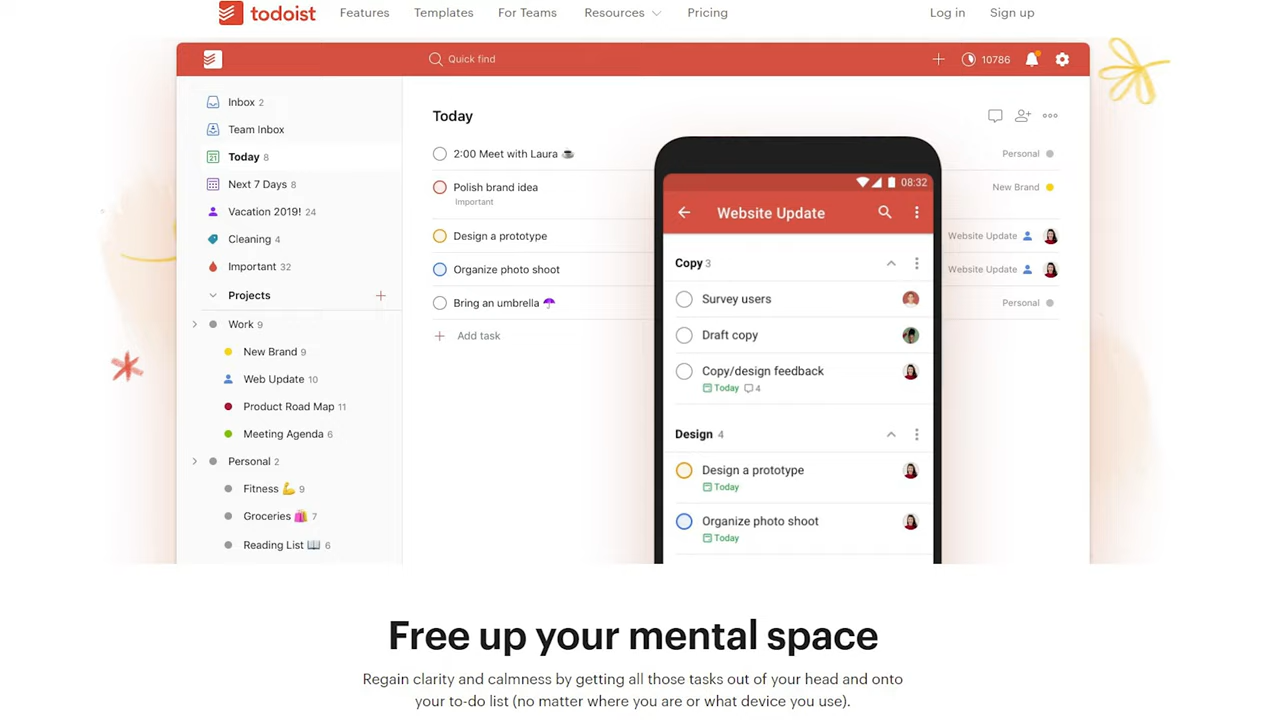 todoist Features Templates For Teams Resources Pricing Log in Sign up
Quick find 10786
Inbox 2
Team Inbox
Today 8
Next 7 Days 8
Vacation 2019! 24
Cleaning 4
Important 32
Projects
Work 9
New Brand 9
Web Update 10
Product Road Map 11
Meeting Agenda 6
Personal 2
Fitness 💪 9
Groceries 🛍️ 7
Reading List 📖 6
Today
2:00 Meet with Laura ☕ Personal
Polish brand idea New Brand
Important
Design a prototype Website Update
Organize photo shoot Website Update
Bring an umbrella ☂ Personal
Add task
08:32
Website Update
Copy 3
Survey users
Draft copy
Copy/design feedback
Today 4
Design 4
Design a prototype
Today
Organize photo shoot
Today
Free up your mental space
Regain clarity and calmness by getting all those tasks out of your head and onto
your to-do list (no matter where you are or what device you use).